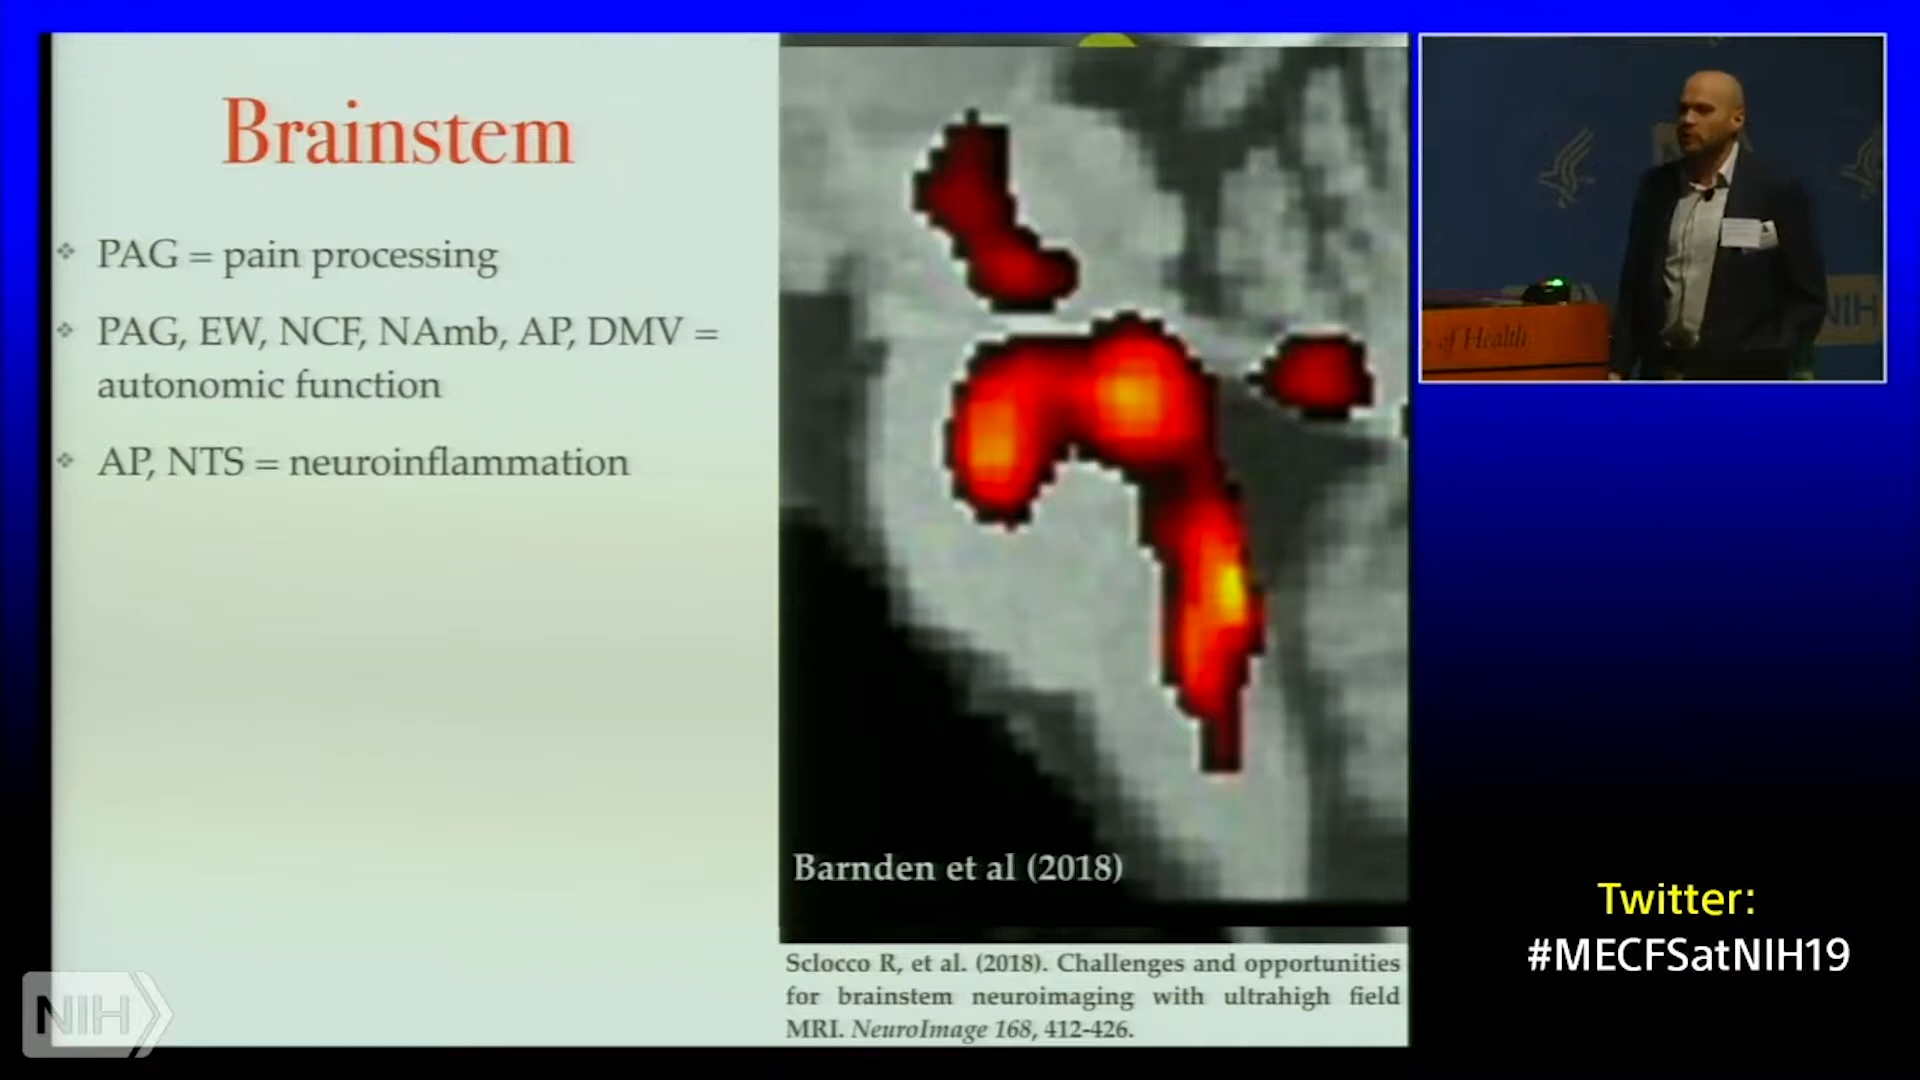 Brainstem
PAG = pain processing
PAG, EW, NCF, NAmb, AP, DMV =
autonomic function
AP, NTS = neuroinflammation
Barnden et al (2018)
Sclocco R, et al. (2018). Challenges and opportunities
for brainstem neuroimaging with ultrahigh field
MRI. NeuroImage 168, 412-426.
of Health
NIH
Twitter:
#MECFSatNIH19
NIH